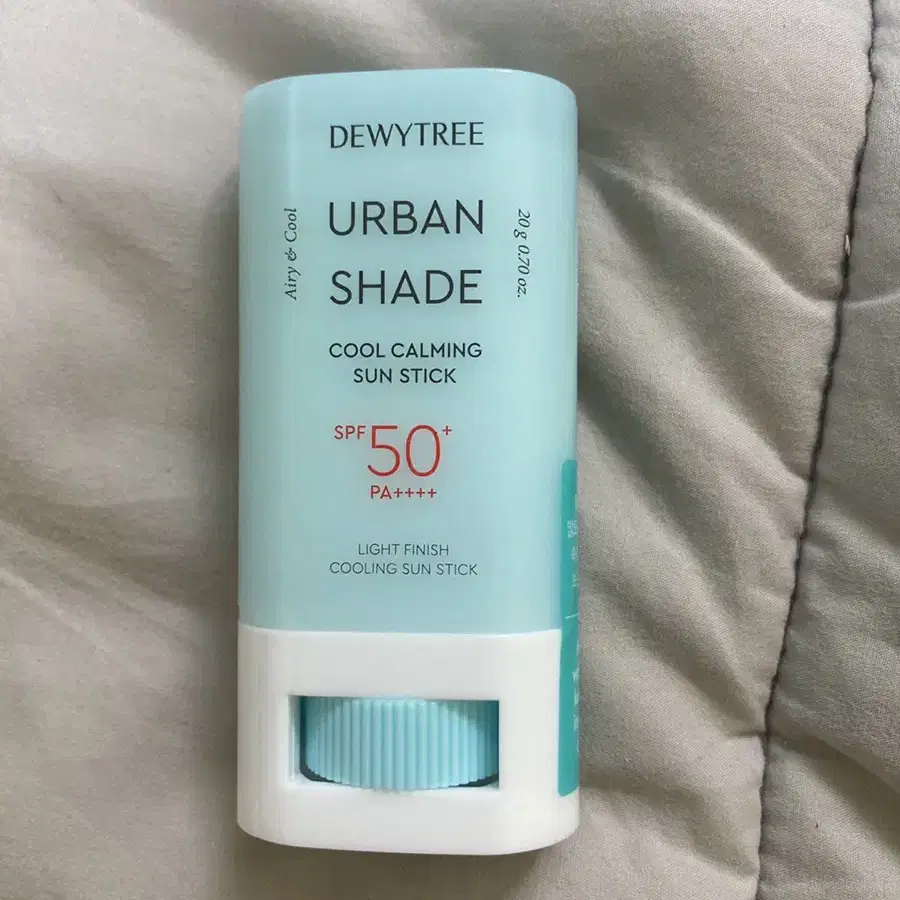 DEWYTREE
URBAN
SHADE
Airy & Cool
20 g 0.70 oz.
COOL CALMING
SUN STICK
SPF 50+
PA++++
LIGHT FINISH
COOLING SUN STICK